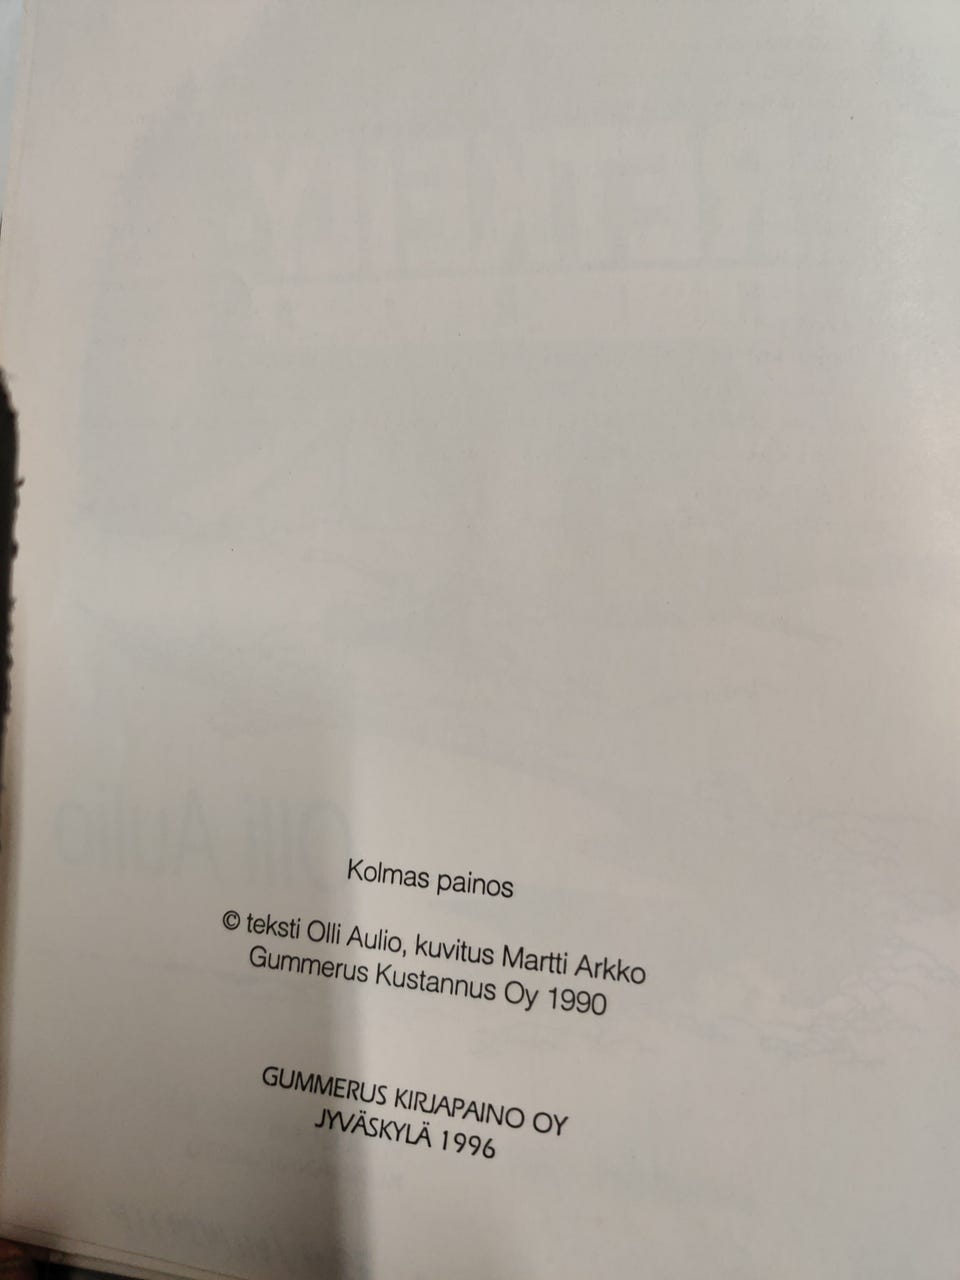 Kolmas painos
© teksti Olli Aulio, kuvitus Martti Arkko
Gummerus Kustannus Oy 1990
GUMMERUS KIRJAPAINO OY
JYVÄSKYLÄ 1996